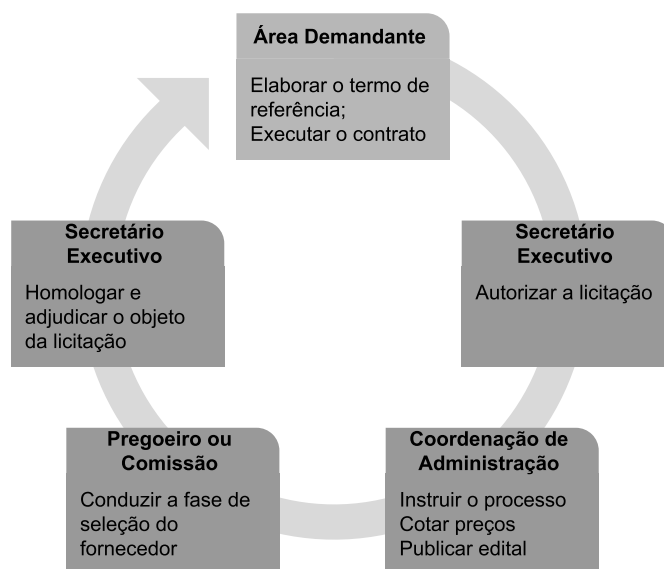 Área Demandante
Elaborar o termo de
referência;
Executar o contrato
Secretário
Executivo
Autorizar a licitação
Coordenação de
Administração
Instruir o processo
Cotar preços
Publicar edital
Pregoeiro ou
Comissão
Conduzir a fase de
seleção do
fornecedor
Secretário
Executivo
Homologar e
adjudicar o objeto
da licitação